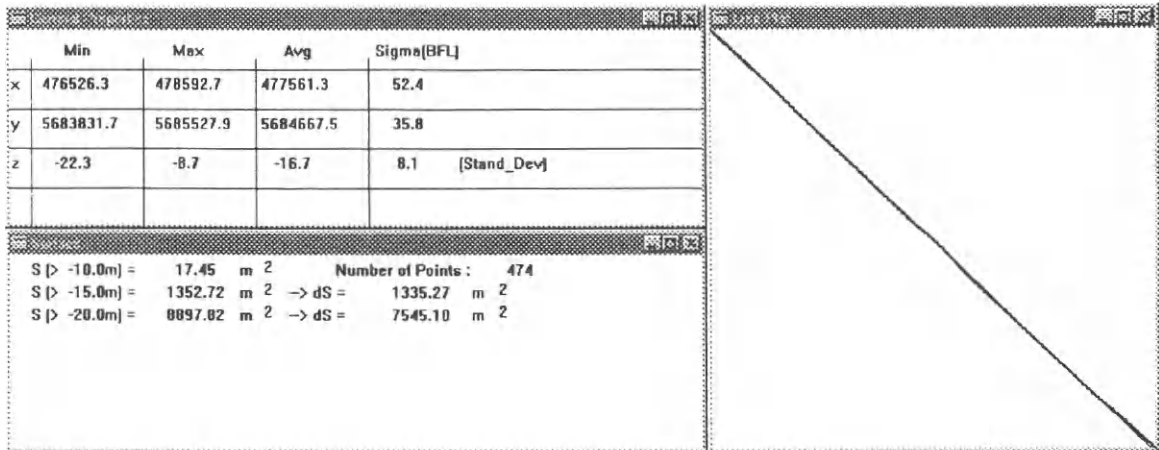 Min Max Avg Sigma(BFL)
x 476526.3 478592.7 477561.3 52.4
y 5683831.7 5685527.9 5684667.5 35.8
z -22.3 -8.7 -16.7 8.1 [Stand_Dev]
S (> -10.0m) = 17.45 m 2 Number of Points : 474
S (> -15.0m) = 1352.72 m 2 -> dS = 1335.27 m 2
S (> -20.0m) = 8897.82 m 2 -> dS = 7545.10 m 2